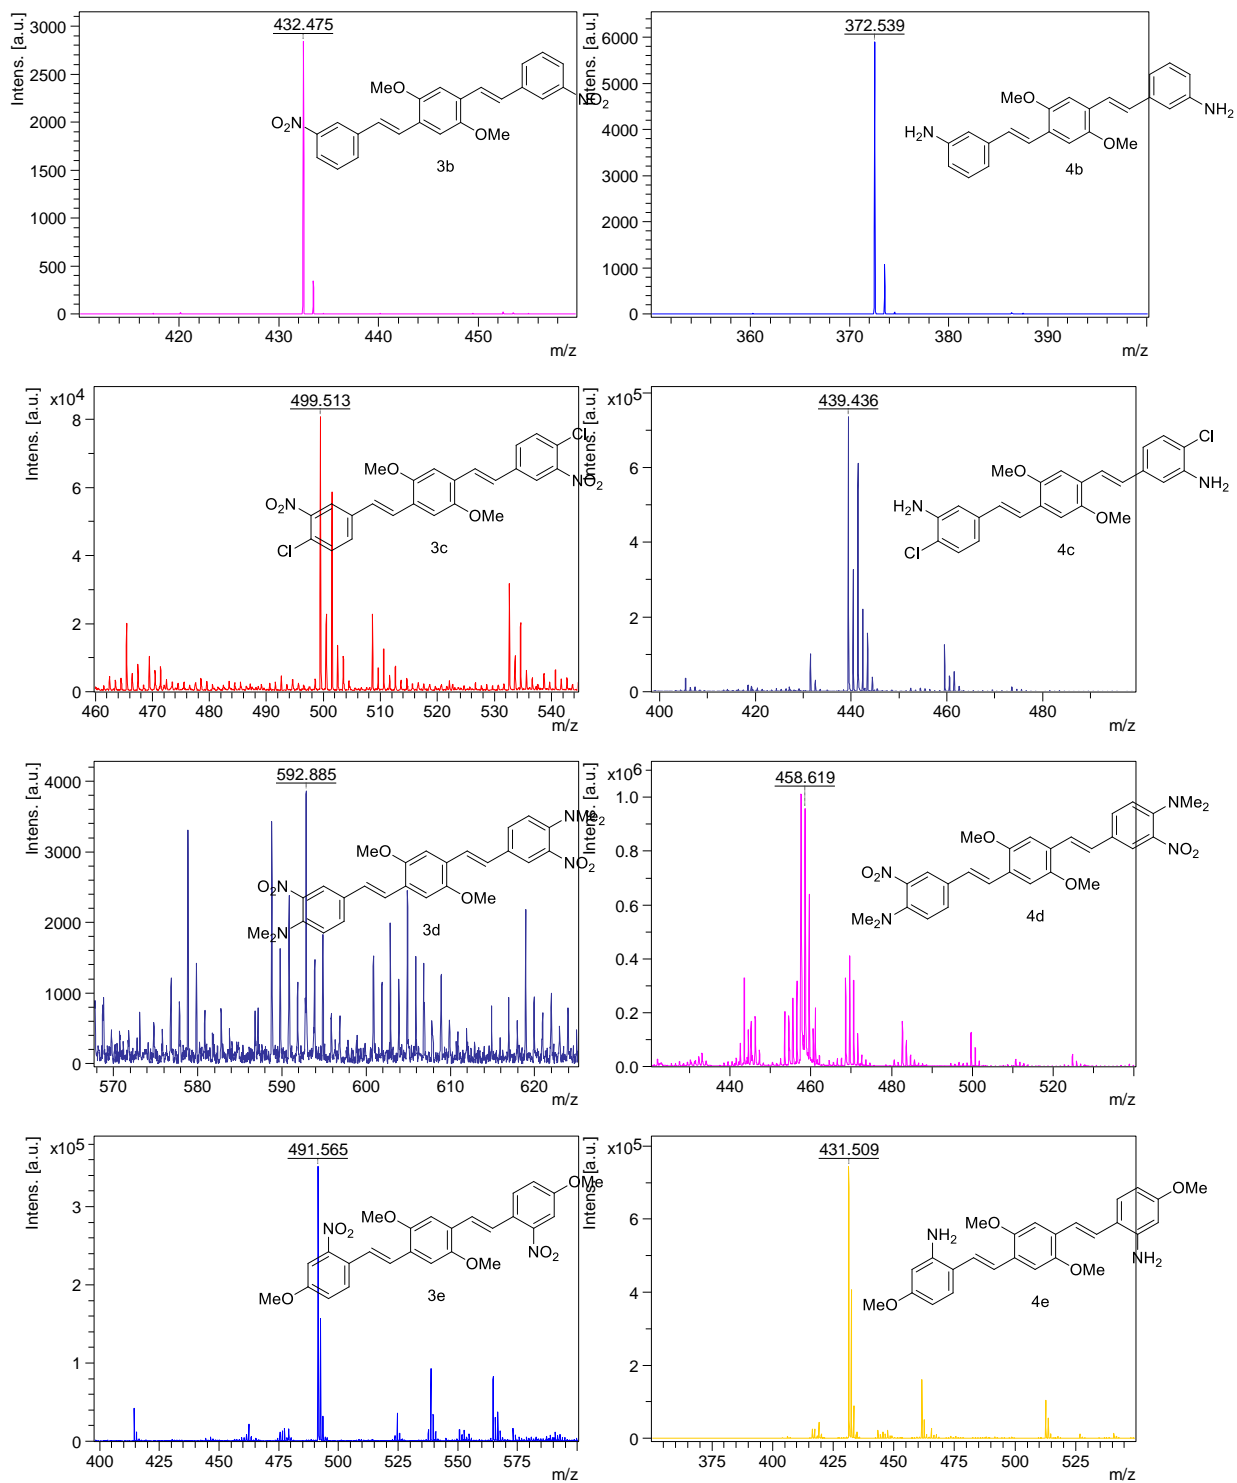 432.475
Intens. [a.u.]
3000
2500
2000
1500
1000
500
0
420
430
440
450
m/z
MeO
NO2
O2N
OMe
3b
372.539
Intens. [a.u.]
6000
5000
4000
3000
2000
1000
0
360
370
380
390
m/z
MeO
NH2
H2N
OMe
4b
499.513
Intens. [a.u.]
x10^4
8
6
4
2
0
460
470
480
490
500
510
520
530
540
m/z
Cl
MeO
NO2
O2N
OMe
Cl
3c
439.436
Intens. [a.u.]
x10^5
6
4
2
0
400
420
440
460
480
m/z
Cl
MeO
NH2
NH2
OMe
Cl
4c
592.885
Intens. [a.u.]
4000
3000
2000
1000
0
570
580
590
600
610
620
m/z
NMe2
MeO
NO2
O2N
OMe
Me2N
3d
458.619
Intens. [a.u.]
x10^6
1.0
0.8
0.6
0.4
0.2
0.0
440
460
480
500
520
m/z
NMe2
MeO
NO2
O2N
OMe
Me2N
4d
491.565
Intens. [a.u.]
x10^5
3
2
1
0
400
425
450
475
500
525
550
575
m/z
OMe
MeO
NO2
NO2
OMe
MeO
3e
431.509
Intens. [a.u.]
x10^5
6
4
2
0
375
400
425
450
475
500
525
m/z
OMe
MeO
NH2
NH2
OMe
MeO
4e